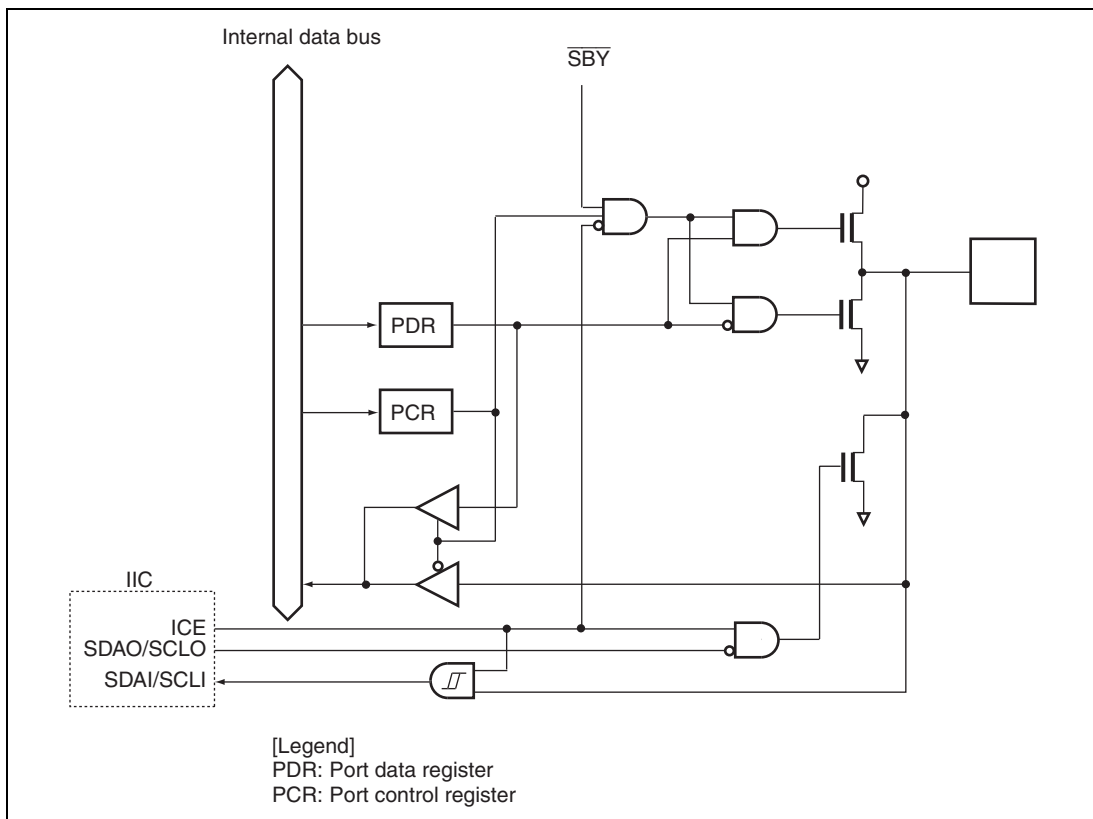 Internal data bus
SBY
PDR
PCR
IIC
ICE
SDAO/SCLO
SDAI/SCLI
[Legend]
PDR: Port data register
PCR: Port control register